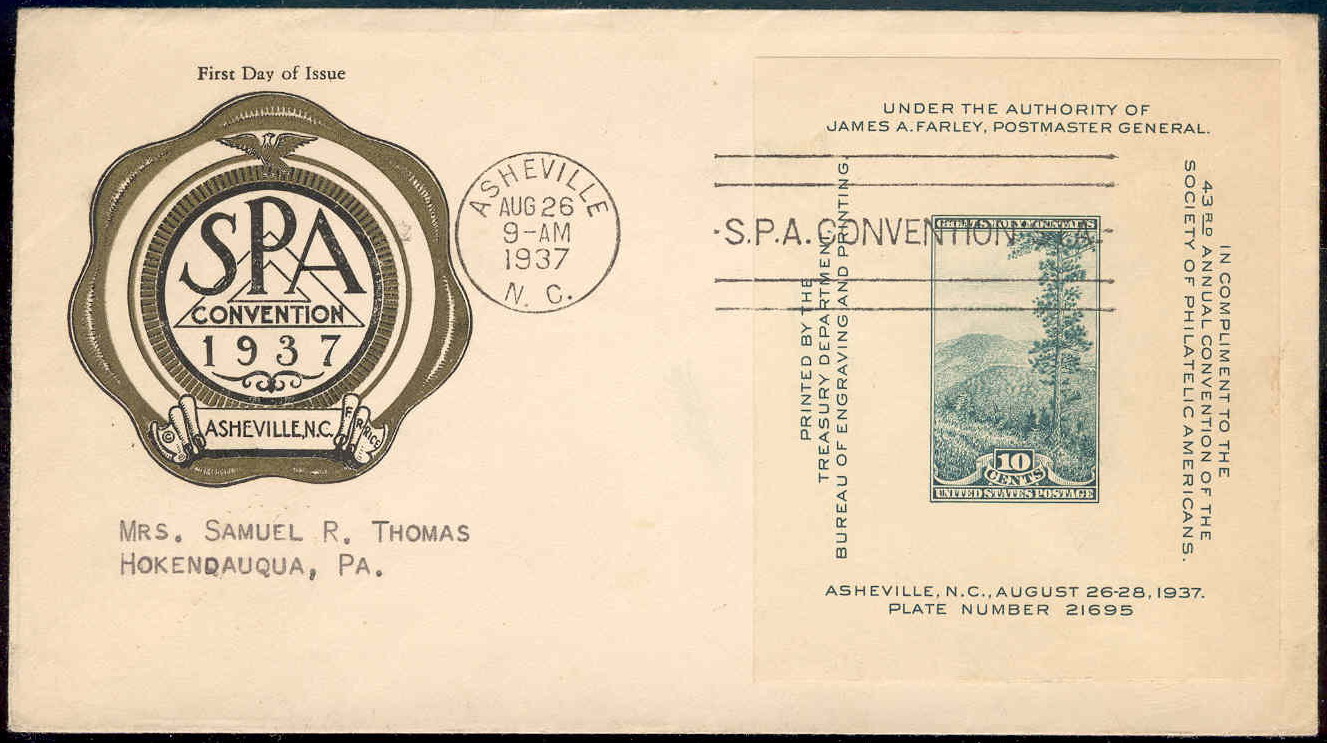 First Day of Issue
SPA
CONVENTION
1937
ASHEVILLE, N.C.
©
F. R. RICE
ASHEVILLE
AUG 26
9-AM
1937
N. C.
S.P.A. CONVENTION
MRS. SAMUEL R. THOMAS
HOKENDAUQUA, PA.
UNDER THE AUTHORITY OF
JAMES A. FARLEY, POSTMASTER GENERAL.
PRINTED BY THE
TREASURY DEPARTMENT,
BUREAU OF ENGRAVING AND PRINTING.
10
CENTS
UNITED STATES POSTAGE
IN COMPLIMENT TO THE
43RD ANNUAL CONVENTION OF THE
SOCIETY OF PHILATELIC AMERICANS.
ASHEVILLE, N.C., AUGUST 26-28, 1937.
PLATE NUMBER 21695